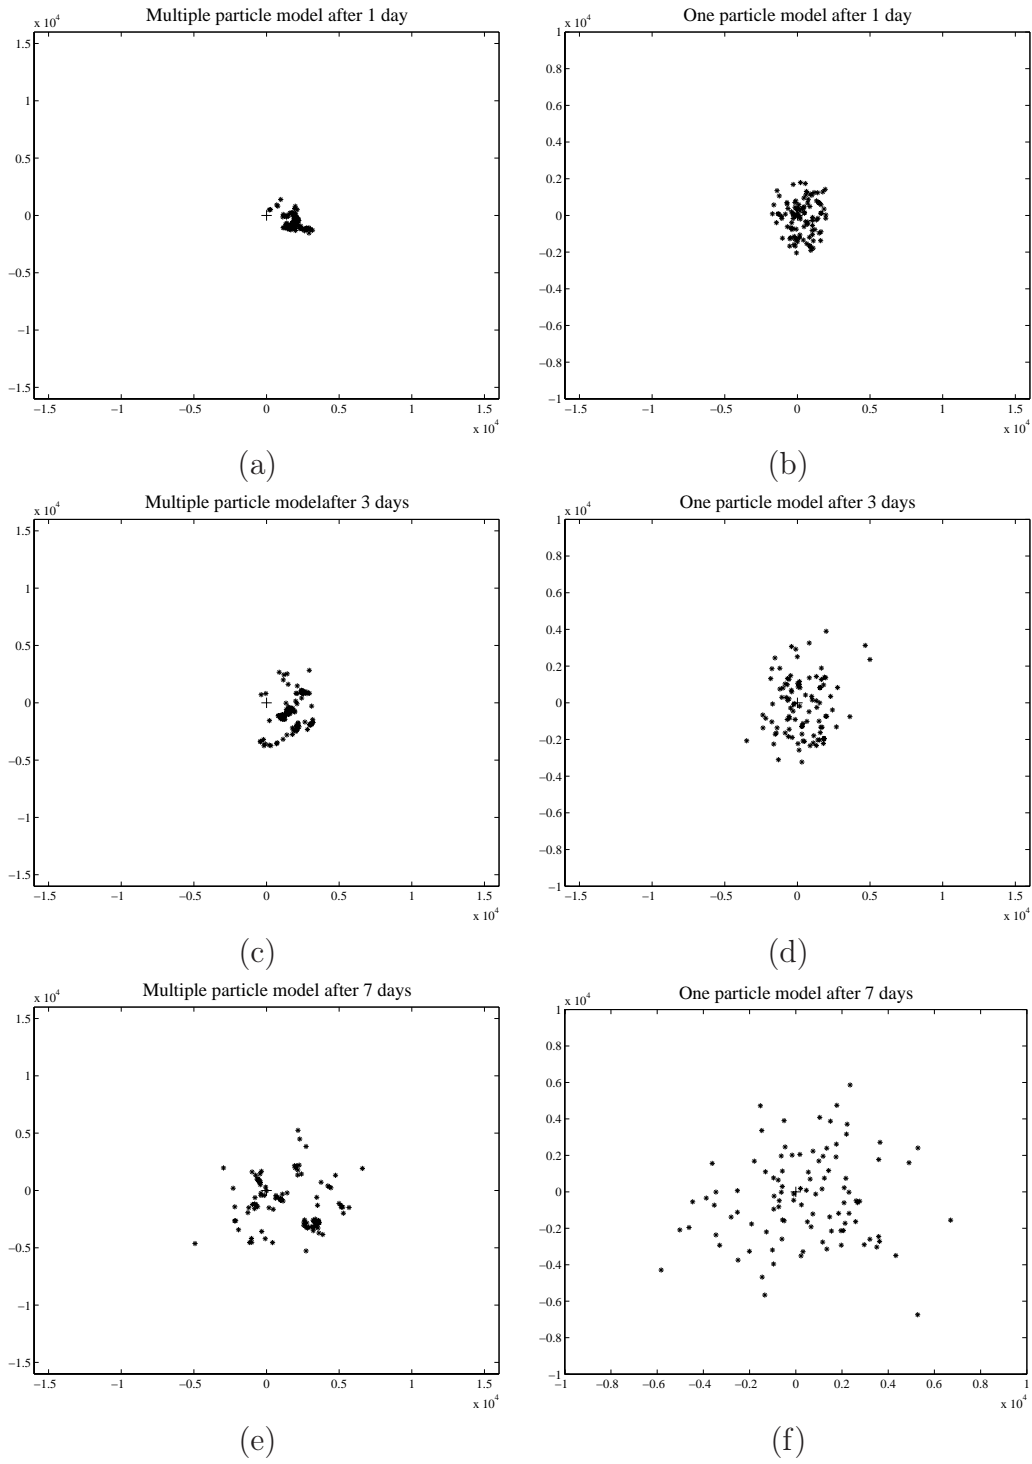 Multiple particle model after 1 day
x 10^4
1.5
1
0.5
0
−0.5
−1
−1.5
−1.5 −1 −0.5 0 0.5 1 1.5
x 10^4
(a)
One particle model after 1 day
x 10^4
1
0.8
0.6
0.4
0.2
0
−0.2
−0.4
−0.6
−0.8
−1
−1.5 −1 −0.5 0 0.5 1 1.5
x 10^4
(b)
Multiple particle modelafter 3 days
x 10^4
1.5
1
0.5
0
−0.5
−1
−1.5
−1.5 −1 −0.5 0 0.5 1 1.5
x 10^4
(c)
One particle model after 3 days
x 10^4
1
0.8
0.6
0.4
0.2
0
−0.2
−0.4
−0.6
−0.8
−1
−1.5 −1 −0.5 0 0.5 1 1.5
x 10^4
(d)
Multiple particle model after 7 days
x 10^4
1.5
1
0.5
0
−0.5
−1
−1.5
−1.5 −1 −0.5 0 0.5 1 1.5
x 10^4
(e)
One particle model after 7 days
x 10^4
1
0.8
0.6
0.4
0.2
0
−0.2
−0.4
−0.6
−0.8
−1
−1 −0.8 −0.6 −0.4 −0.2 0 0.2 0.4 0.6 0.8 1
x 10^4
(f)